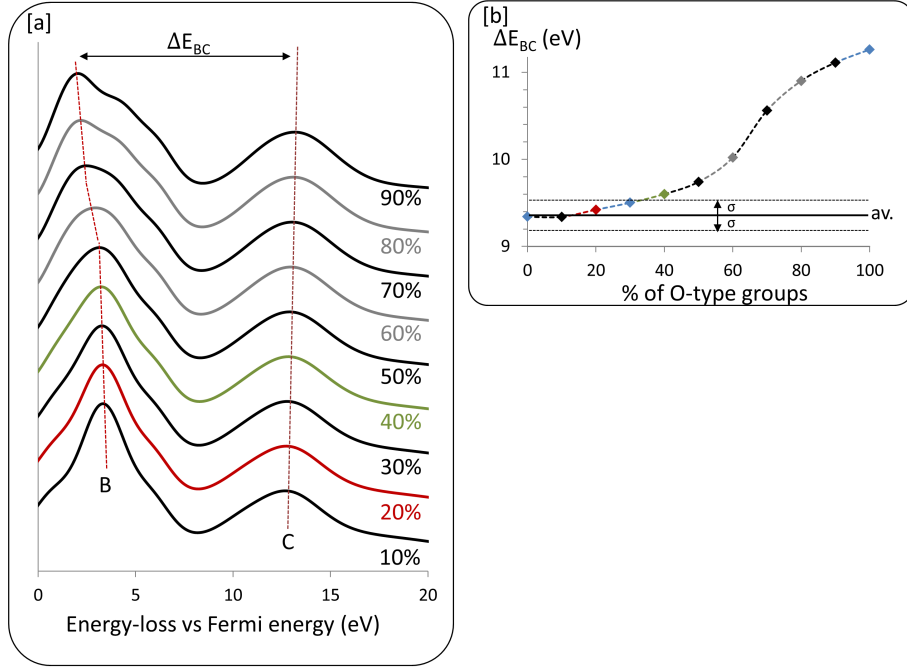 [a]
ΔE_BC
90%
80%
70%
60%
50%
40%
30%
20%
10%
B
C
0 5 10 15 20
Energy-loss vs Fermi energy (eV)
[b]
ΔE_BC (eV)
11
10
9
σ
σ
av.
0 20 40 60 80 100
% of O-type groups